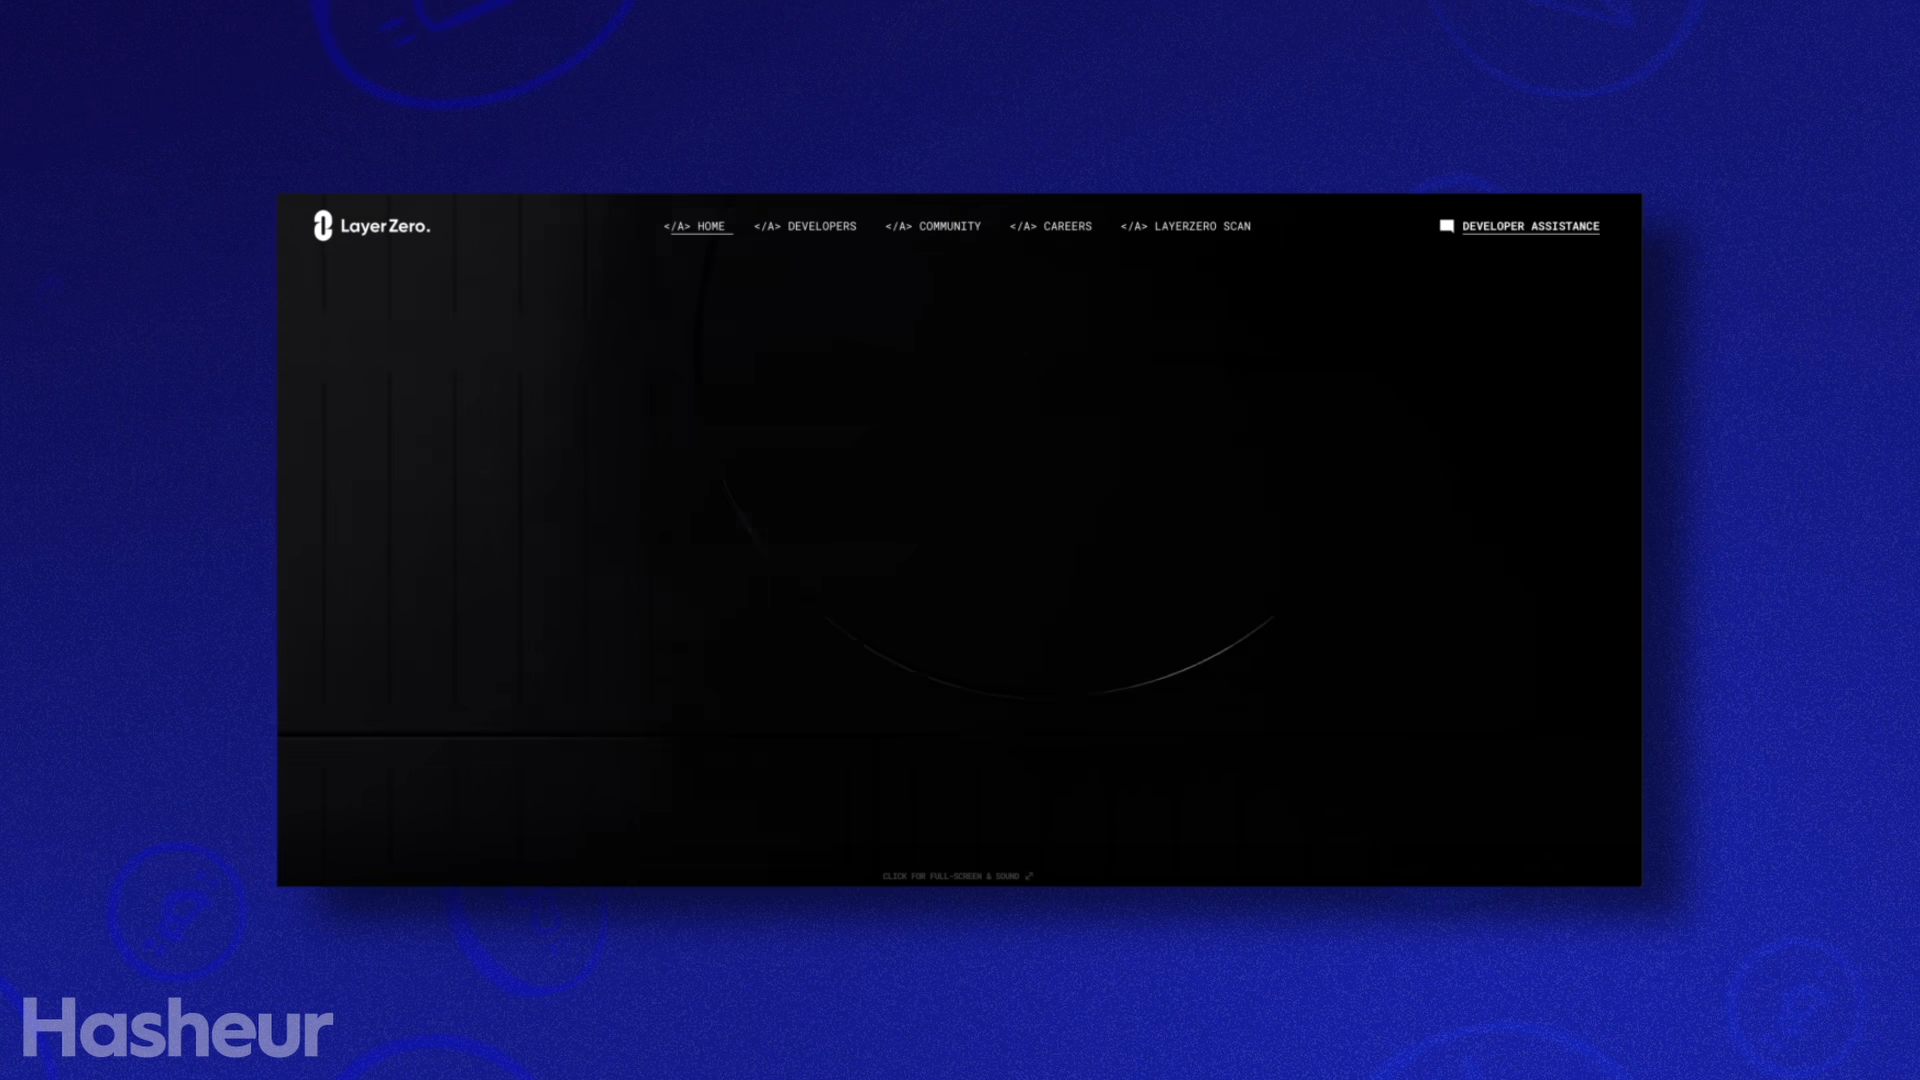 LayerZero.
</A> HOME
</A> DEVELOPERS
</A> COMMUNITY
</A> CAREERS
</A> LAYERZERO SCAN
DEVELOPER ASSISTANCE
CLICK FOR FULL-SCREEN & SOUND
Hasheur